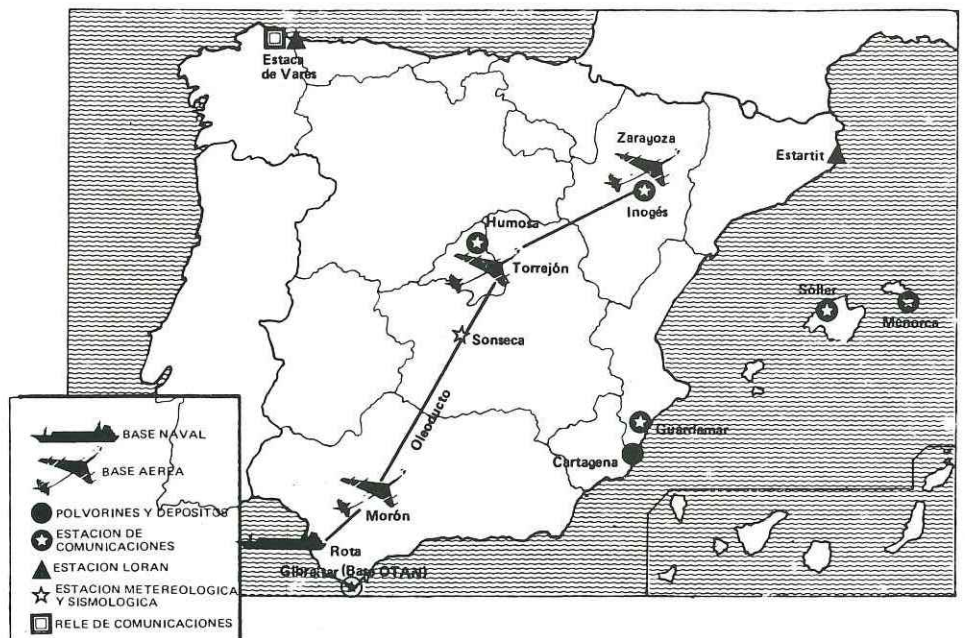 Estaca
de Vares
Zarayoza
Estartit
Inogés
Humosa
Torrejón
Sóller
Menorca
Sonseca
Oleoducto
Guardamar
Cartagena
Morón
Rota
Gibraltar (Base OTAN)
BASE NAVAL
BASE AEREA
POLVORINES Y DEPOSITOS
ESTACION DE
COMUNICACIONES
ESTACION LORAN
ESTACION METEREOLOGICA
Y SISMOLOGICA
RELE DE COMUNICACIONES